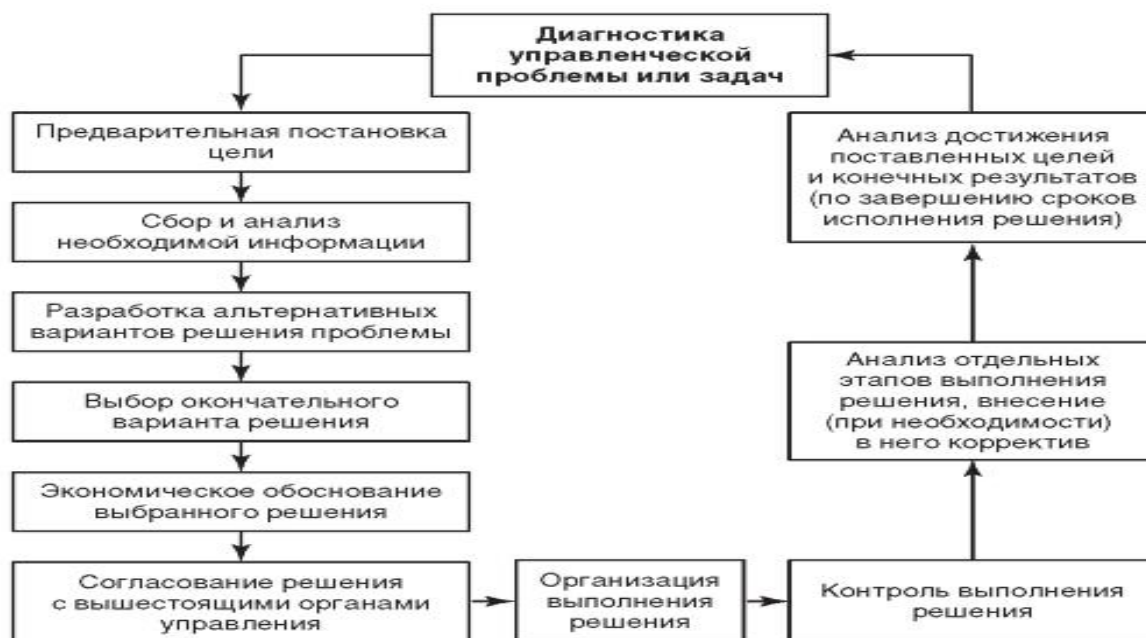 Диагностика
управленческой
проблемы или задач
Предварительная постановка
цели
Сбор и анализ
необходимой информации
Разработка альтернативных
вариантов решения проблемы
Выбор окончательного
варианта решения
Экономическое обоснование
выбранного решения
Согласование решения
с вышестоящими органами
управления
Организация
выполнения
решения
Контроль выполнения
решения
Анализ отдельных
этапов выполнения
решения, внесение
(при необходимости)
в него корректив
Анализ достижения
поставленных целей
и конечных результатов
(по завершению сроков
исполнения решения)